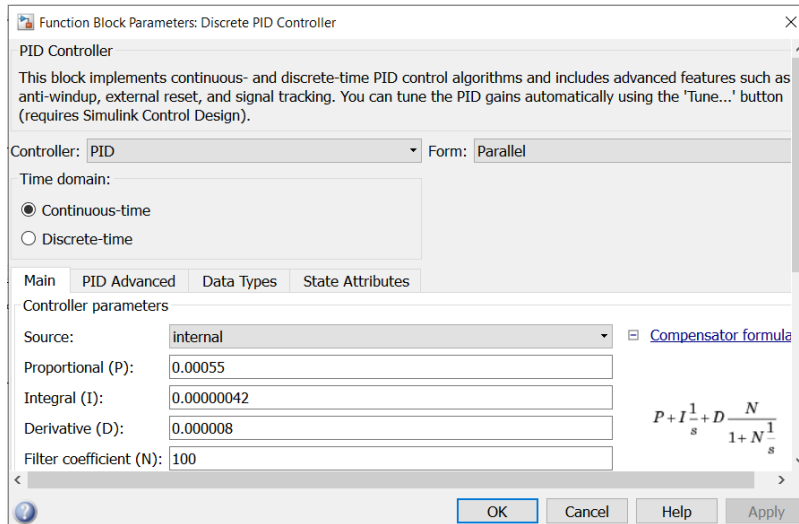 Function Block Parameters: Discrete PID Controller
PID Controller
This block implements continuous- and discrete-time PID control algorithms and includes advanced features such as
anti-windup, external reset, and signal tracking. You can tune the PID gains automatically using the 'Tune...' button
(requires Simulink Control Design).
Controller: PID Form: Parallel
Time domain:
Continuous-time
Discrete-time
Main PID Advanced Data Types State Attributes
Controller parameters
Source: internal Compensator formula
Proportional (P): 0.00055
Integral (I): 0.00000042
Derivative (D): 0.000008
P + I 1/s + D N/(1 + N 1/s)
Filter coefficient (N): 100
OK Cancel Help Apply